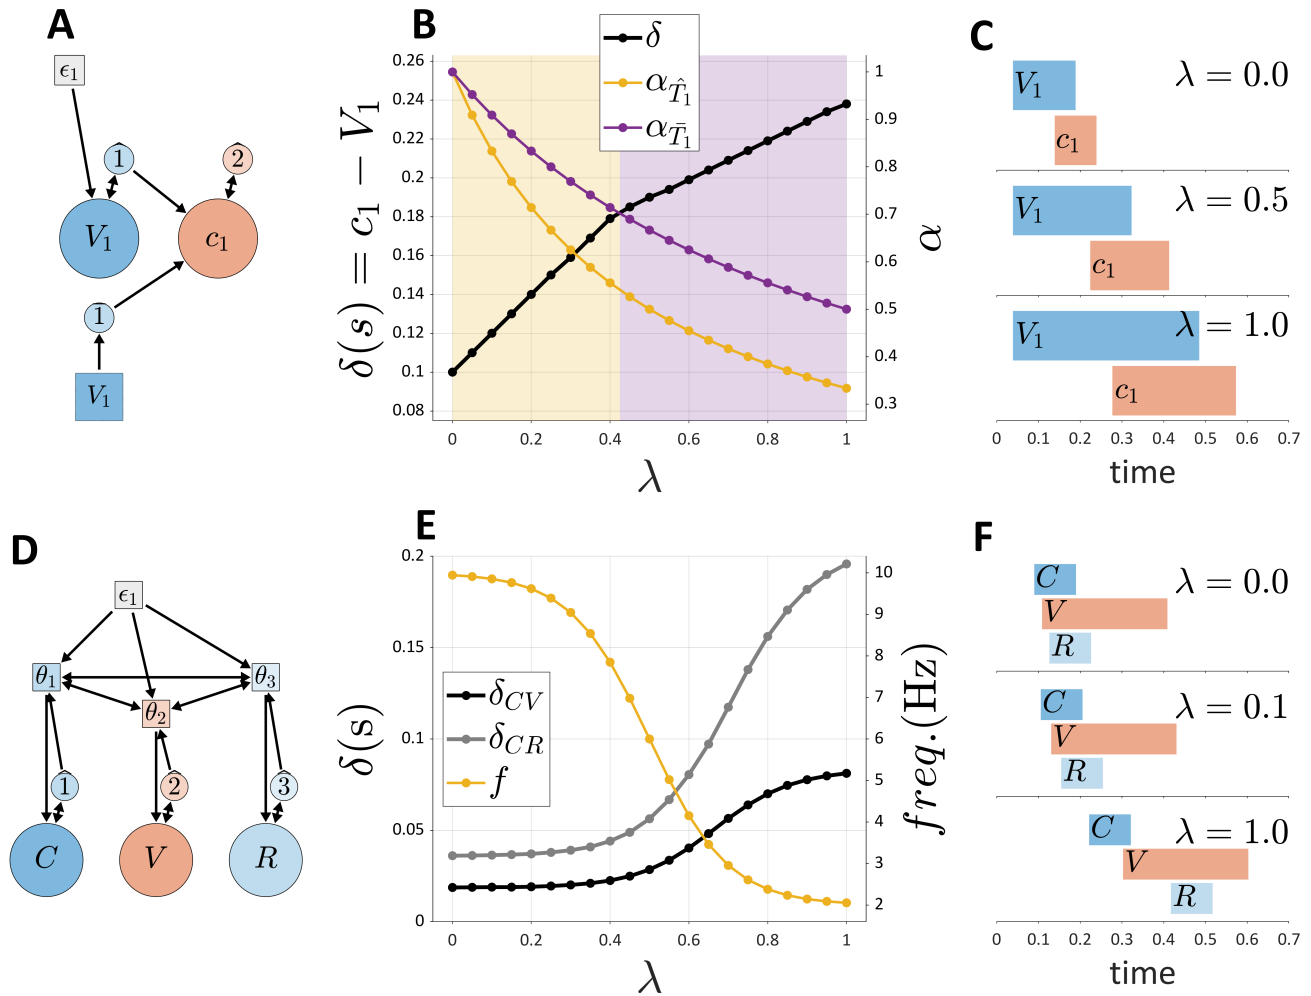 A
ϵ₁
1̂
2̂
V₁
c₁
1̄
V₁
B
δ
α_T̂₁
α_T̄₁
δ(s) = c₁ − V₁
0.26
0.24
0.22
0.2
0.18
0.16
0.14
0.12
0.1
0.08
1
0.9
0.8
0.7
0.6
0.5
0.4
0.3
α
0 0.2 0.4 0.6 0.8 1
λ
C
V₁ λ = 0.0
c₁
V₁ λ = 0.5
c₁
V₁ λ = 1.0
c₁
0 0.1 0.2 0.3 0.4 0.5 0.6 0.7
time
D
ϵ₁
θ₁ θ₃
θ₂
1̂ 2̂ 3̂
C V R
E
δ(s)
0.2
0.15
0.1
0.05
0
δ_CV
δ_CR
f
10
9
8
7
6
5
4
3
2
freq.(Hz)
0 0.2 0.4 0.6 0.8 1
λ
F
C λ = 0.0
V
R
C λ = 0.1
V
R
C λ = 1.0
V
R
0 0.1 0.2 0.3 0.4 0.5 0.6 0.7
time